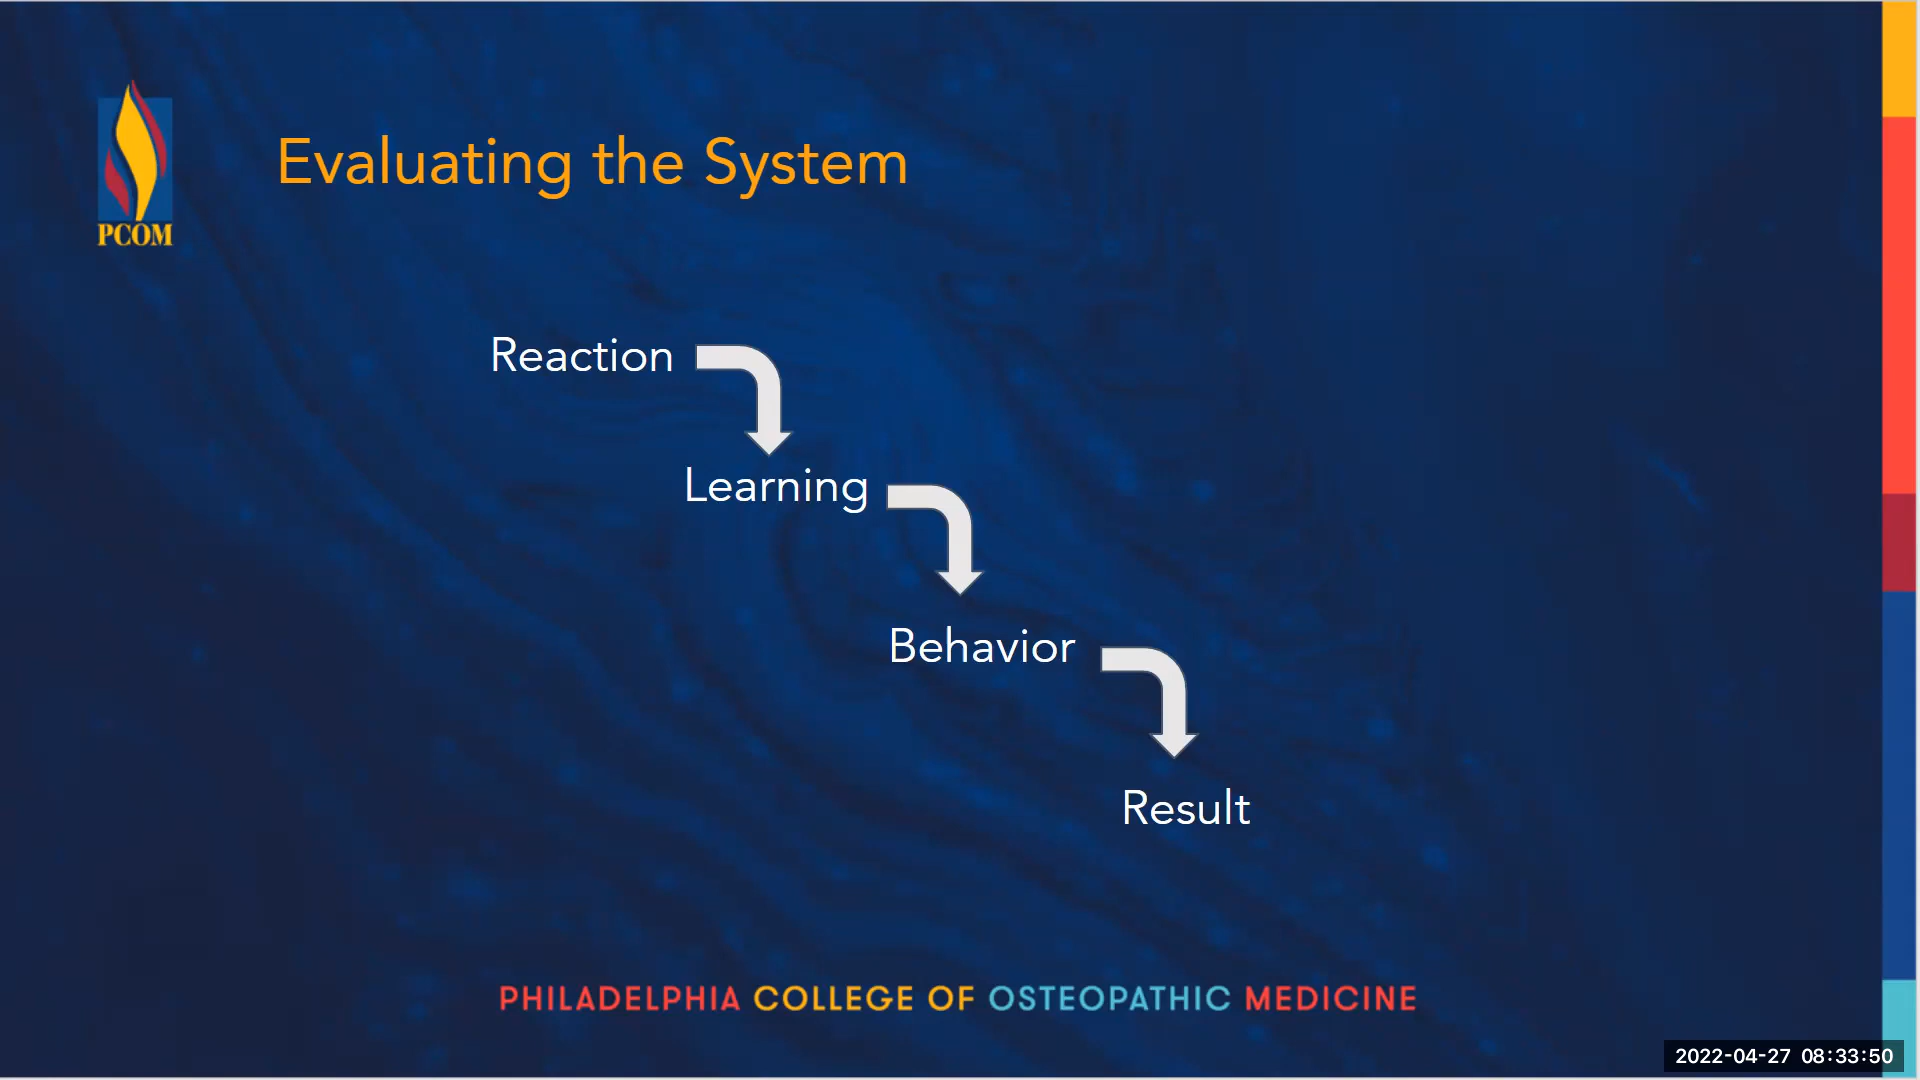 PCOM
Evaluating the System
Reaction
Learning
Behavior
Result
PHILADELPHIA COLLEGE OF OSTEOPATHIC MEDICINE
2022-04-27 08:33:50